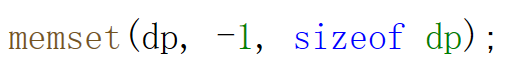 memset(dp, -1, sizeof dp);